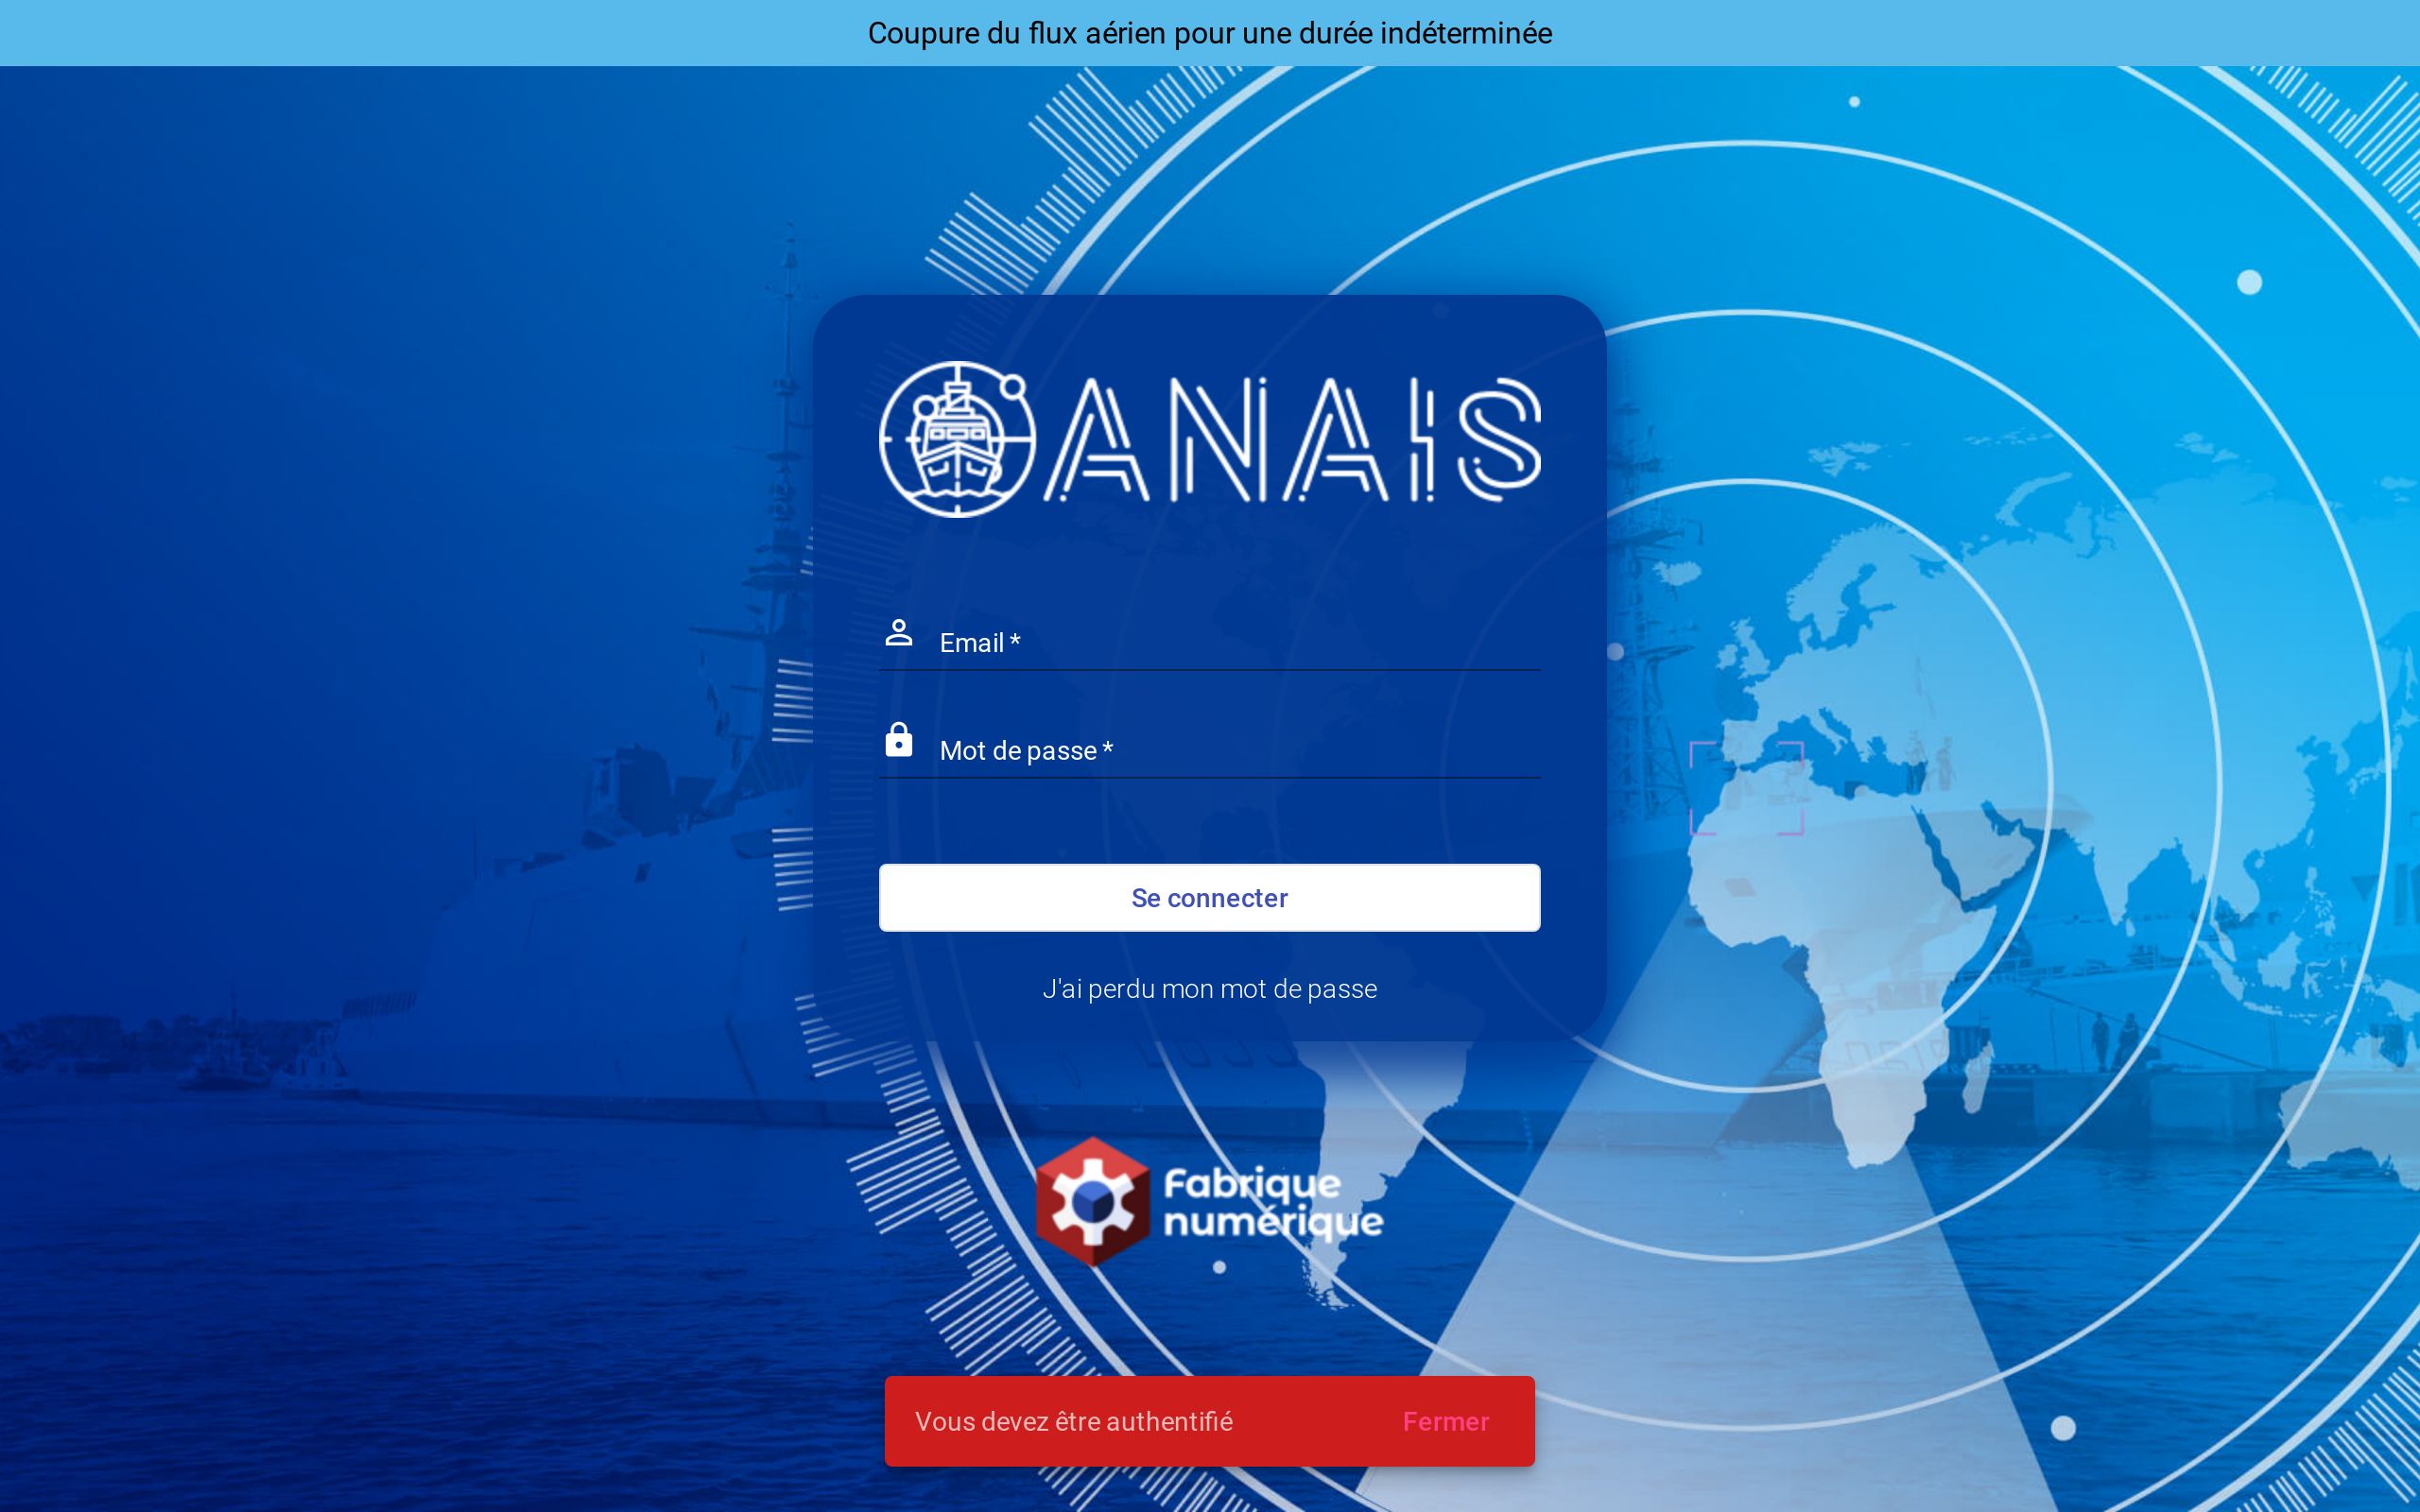 Coupure du flux aérien pour une durée indéterminée
ANAIS
Email *
Mot de passe *
Se connecter
J'ai perdu mon mot de passe
Fabrique
numérique
Vous devez être authentifié
Fermer